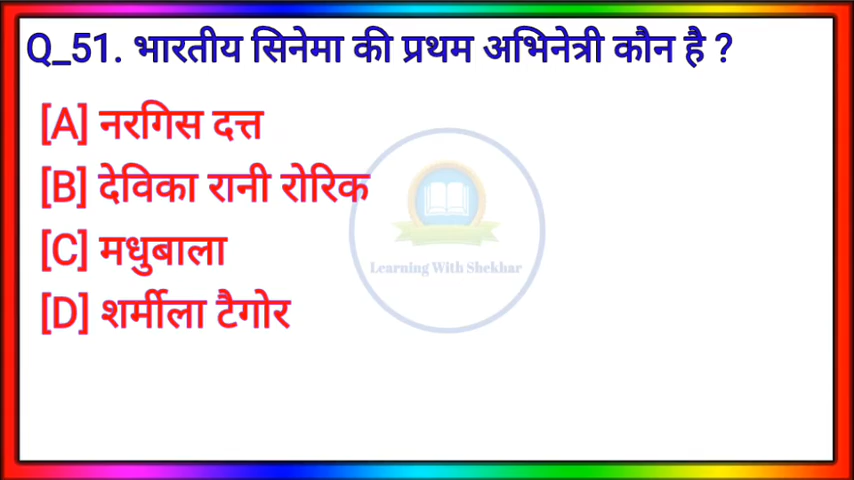 Q_51. भारतीय सिनेमा की प्रथम अभिनेत्री कौन है ?
[A] नरगिस दत्त
[B] देविका रानी रोरिक
[C] मधुबाला
[D] शर्मीला टैगोर
Learning With Shekhar